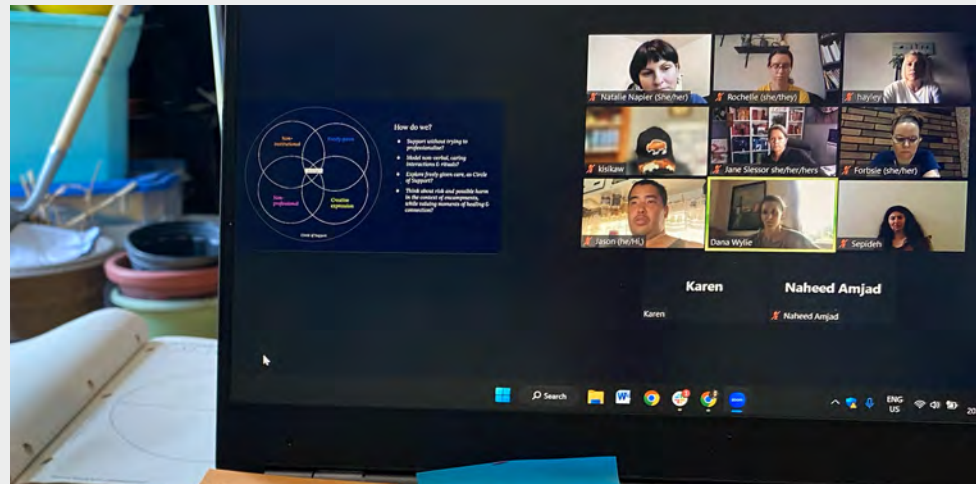 Non-
institutional
Freely given
Non-
professional
Creative
expression
Circle of Support
How do we?
• Support without trying to
professionalise?
• Model non-verbal, caring
interactions & rituals?
• Explore freely given care, as Circle
of Support?
• Think about risk and possible harm
in the context of encampments,
while valuing moments of healing &
connection?
Natalie Napier (She/her)
Rochelle (she/they)
hayley
kisikaw
Jane Slessor she/her/hers
Forbsie (she/her)
Jason (he/Hi,)
Dana Wylie
Sepideh
Karen
Naheed Amjad
Karen
Naheed Amjad
Search
ENG
US
20